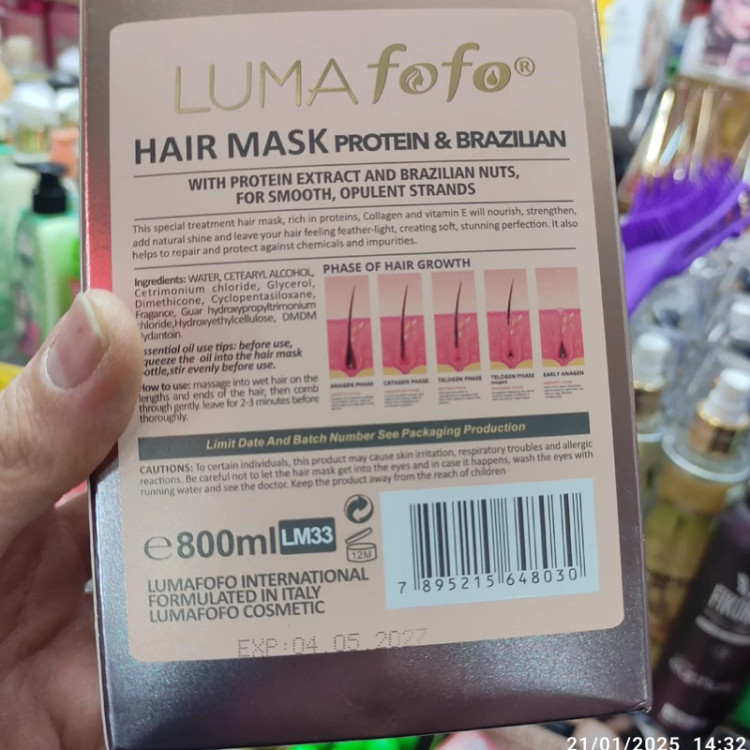 LUMA fofo®
HAIR MASK PROTEIN & BRAZILIAN
WITH PROTEIN EXTRACT AND BRAZILIAN NUTS,
FOR SMOOTH, OPULENT STRANDS
This special treatment hair mask, rich in proteins, Collagen and vitamin E will nourish, strengthen,
add natural shine and leave your hair feeling feather-light, creating soft, stunning perfection. It also
helps to repair and protect against chemicals and impurities.
Ingredients: WATER, CETEARYL ALCOHOL,
Cetrimonium chloride, Glycerol,
Dimethicone, Cyclopentasiloxane,
Fragance, Guar hydroxypropyltrimonium
chloride,Hydroxyethylcellulose, DMDM
ydantoin.
ssential oil use tips: before use,
queeze the oil into the hair mask
ottle,stir evenly before use.
How to use: massage into wet hair on the
lengths and ends of the hair, then comb
through gently. leave for 2-3 minutes before
thoroughly.
PHASE OF HAIR GROWTH
ANAGEN PHASE
CATAGEN PHASE
TELOGEN PHASE
TELOGEN PHASE
EARLY ANAGEN
Limit Date And Batch Number See Packaging Production
CAUTIONS: To certain individuals, this product may cause skin irritation, respiratory troubles and allergic
reactions. Be careful not to let the hair mask get into the eyes and in case it happens, wash the eyes with
running water and see the doctor. Keep the product away from the reach of children
℮800ml LM33
12M
LUMAFOFO INTERNATIONAL
FORMULATED IN ITALY
LUMAFOFO COSMETIC
7 895215 648030
EXP:04.05.2027
21/01/2025 14:32